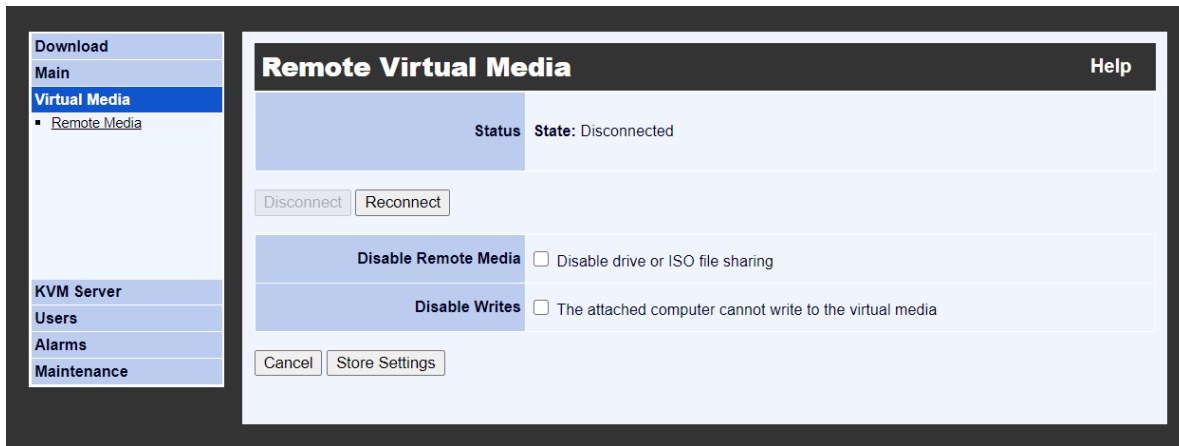 Download
Main
Virtual Media
Remote Media
KVM Server
Users
Alarms
Maintenance
Remote Virtual Media
Help
Status State: Disconnected
Disconnect Reconnect
Disable Remote Media Disable drive or ISO file sharing
Disable Writes The attached computer cannot write to the virtual media
Cancel Store Settings